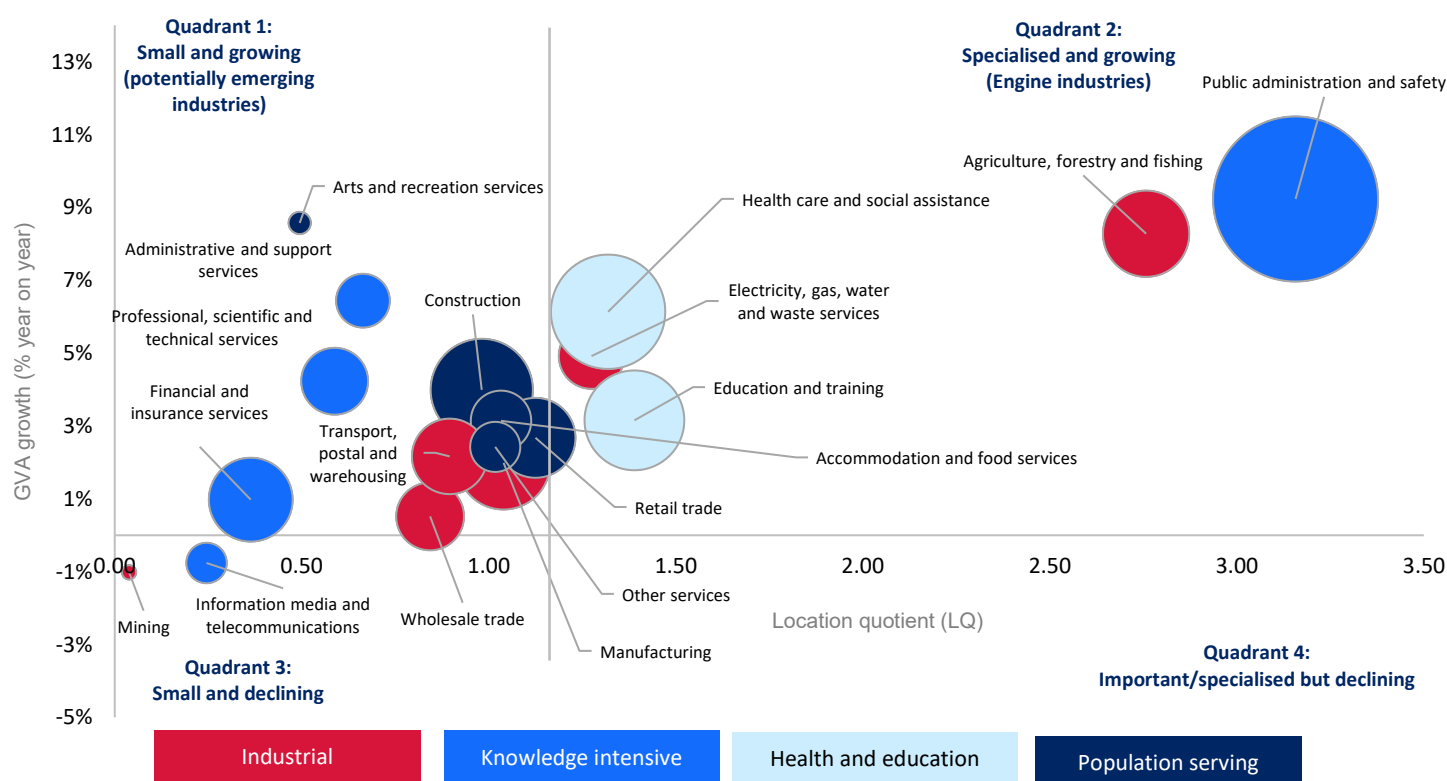 Quadrant 1:
Small and growing
(potentially emerging
industries)
Quadrant 2:
Specialised and growing
(Engine industries)
Public administration and safety
Agriculture, forestry and fishing
Arts and recreation services
Health care and social assistance
Administrative and support
services
Electricity, gas, water
and waste services
Construction
Professional, scientific and
technical services
Education and training
Financial and
insurance services
Transport,
postal and
warehousing
Accommodation and food services
Retail trade
Other services
Information media and
telecommunications
Wholesale trade
Mining
Manufacturing
GVA growth (% year on year)
13%
11%
9%
7%
5%
3%
1%
-1%
-3%
-5%
0.00
0.50
1.00
1.50
2.00
2.50
3.00
3.50
Location quotient (LQ)
Quadrant 3:
Small and declining
Quadrant 4:
Important/specialised but declining
Industrial
Knowledge intensive
Health and education
Population serving